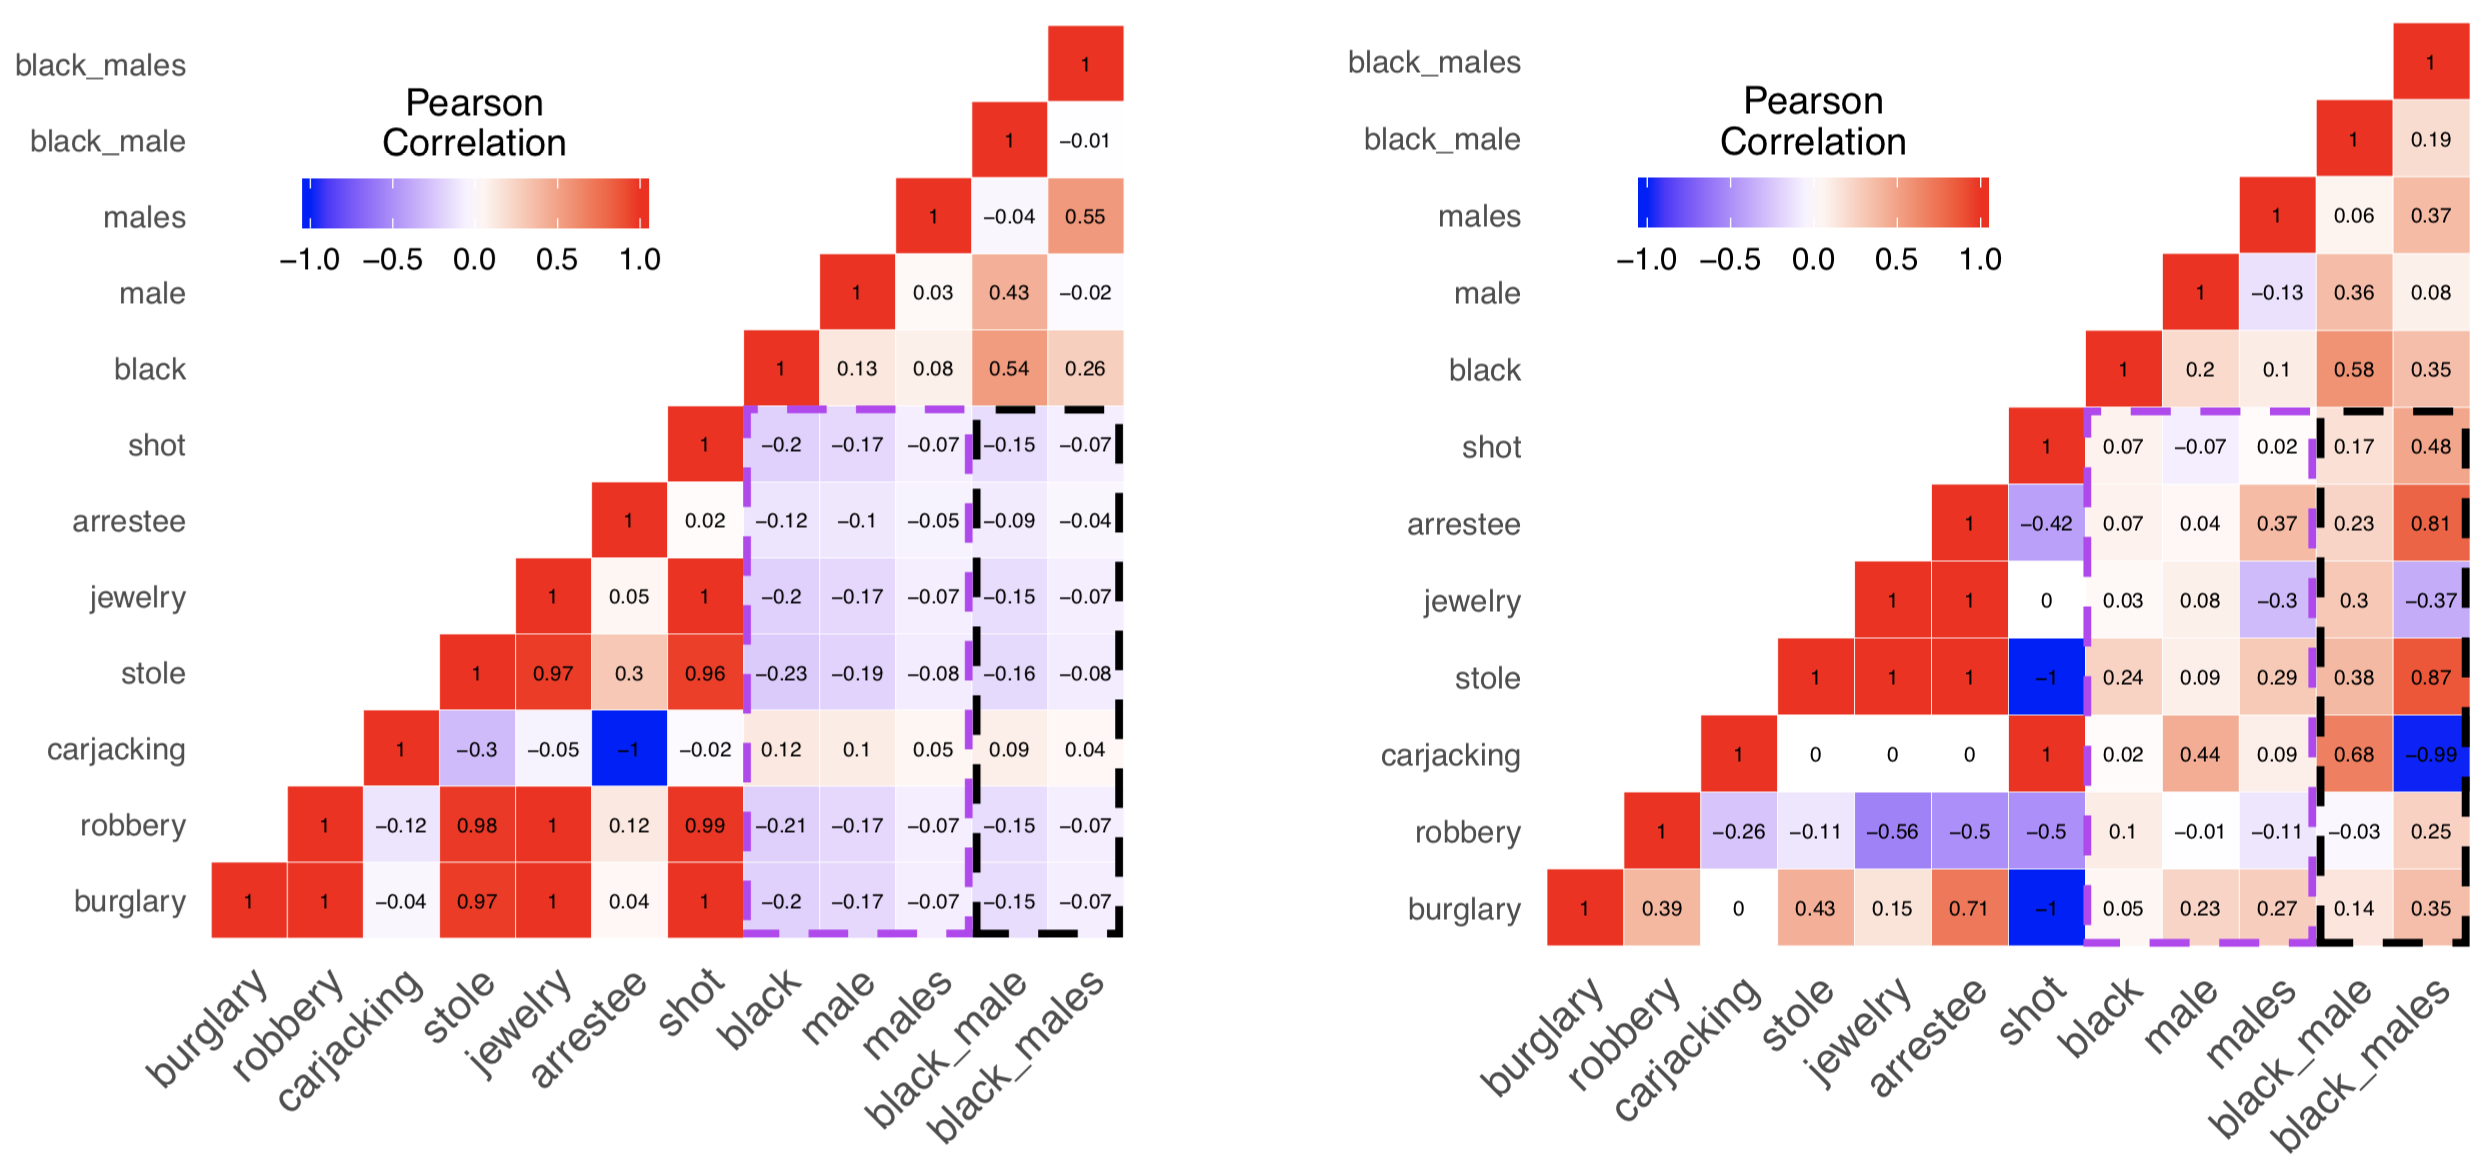 black_males 1
Pearson
Correlation
black_male 1 −0.01
−1.0 −0.5 0.0 0.5 1.0
males 1 −0.04 0.55
male 1 0.03 0.43 −0.02
black 1 0.13 0.08 0.54 0.26
shot 1 −0.2 −0.17 −0.07 −0.15 −0.07
arrestee 1 0.02 −0.12 −0.1 −0.05 −0.09 −0.04
jewelry 1 0.05 1 −0.2 −0.17 −0.07 −0.15 −0.07
stole 1 0.97 0.3 0.96 −0.23 −0.19 −0.08 −0.16 −0.08
carjacking 1 −0.3 −0.05 −1 −0.02 0.12 0.1 0.05 0.09 0.04
robbery 1 −0.12 0.98 1 0.12 0.99 −0.21 −0.17 −0.07 −0.15 −0.07
burglary 1 1 −0.04 0.97 1 0.04 1 −0.2 −0.17 −0.07 −0.15 −0.07
burglary robbery carjacking stole jewelry arrestee shot black male males black_male black_males
black_males 1
Pearson
Correlation
black_male 1 0.19
−1.0 −0.5 0.0 0.5 1.0
males 1 0.06 0.37
male 1 −0.13 0.36 0.08
black 1 0.2 0.1 0.58 0.35
shot 1 0.07 −0.07 0.02 0.17 0.48
arrestee 1 −0.42 0.07 0.04 0.37 0.23 0.81
jewelry 1 1 0 0.03 0.08 −0.3 0.3 −0.37
stole 1 1 1 −1 0.24 0.09 0.29 0.38 0.87
carjacking 1 0 0 0 1 0.02 0.44 0.09 0.68 −0.99
robbery 1 −0.26 −0.11 −0.56 −0.5 −0.5 0.1 −0.01 −0.11 −0.03 0.25
burglary 1 0.39 0 0.43 0.15 0.71 −1 0.05 0.23 0.27 0.14 0.35
burglary robbery carjacking stole jewelry arrestee shot black male males black_male black_males